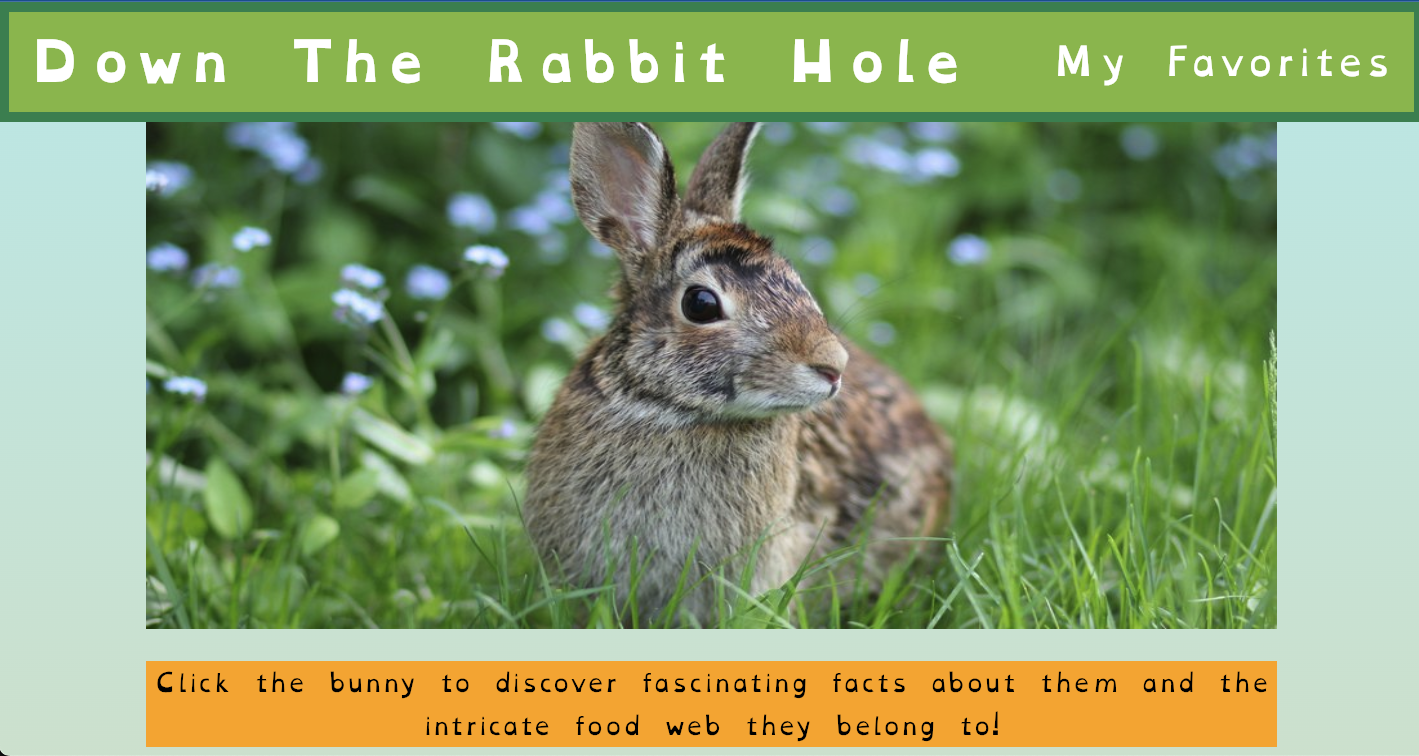 Down The Rabbit Hole My Favorites
Click the bunny to discover fascinating facts about them and the
intricate food web they belong to!